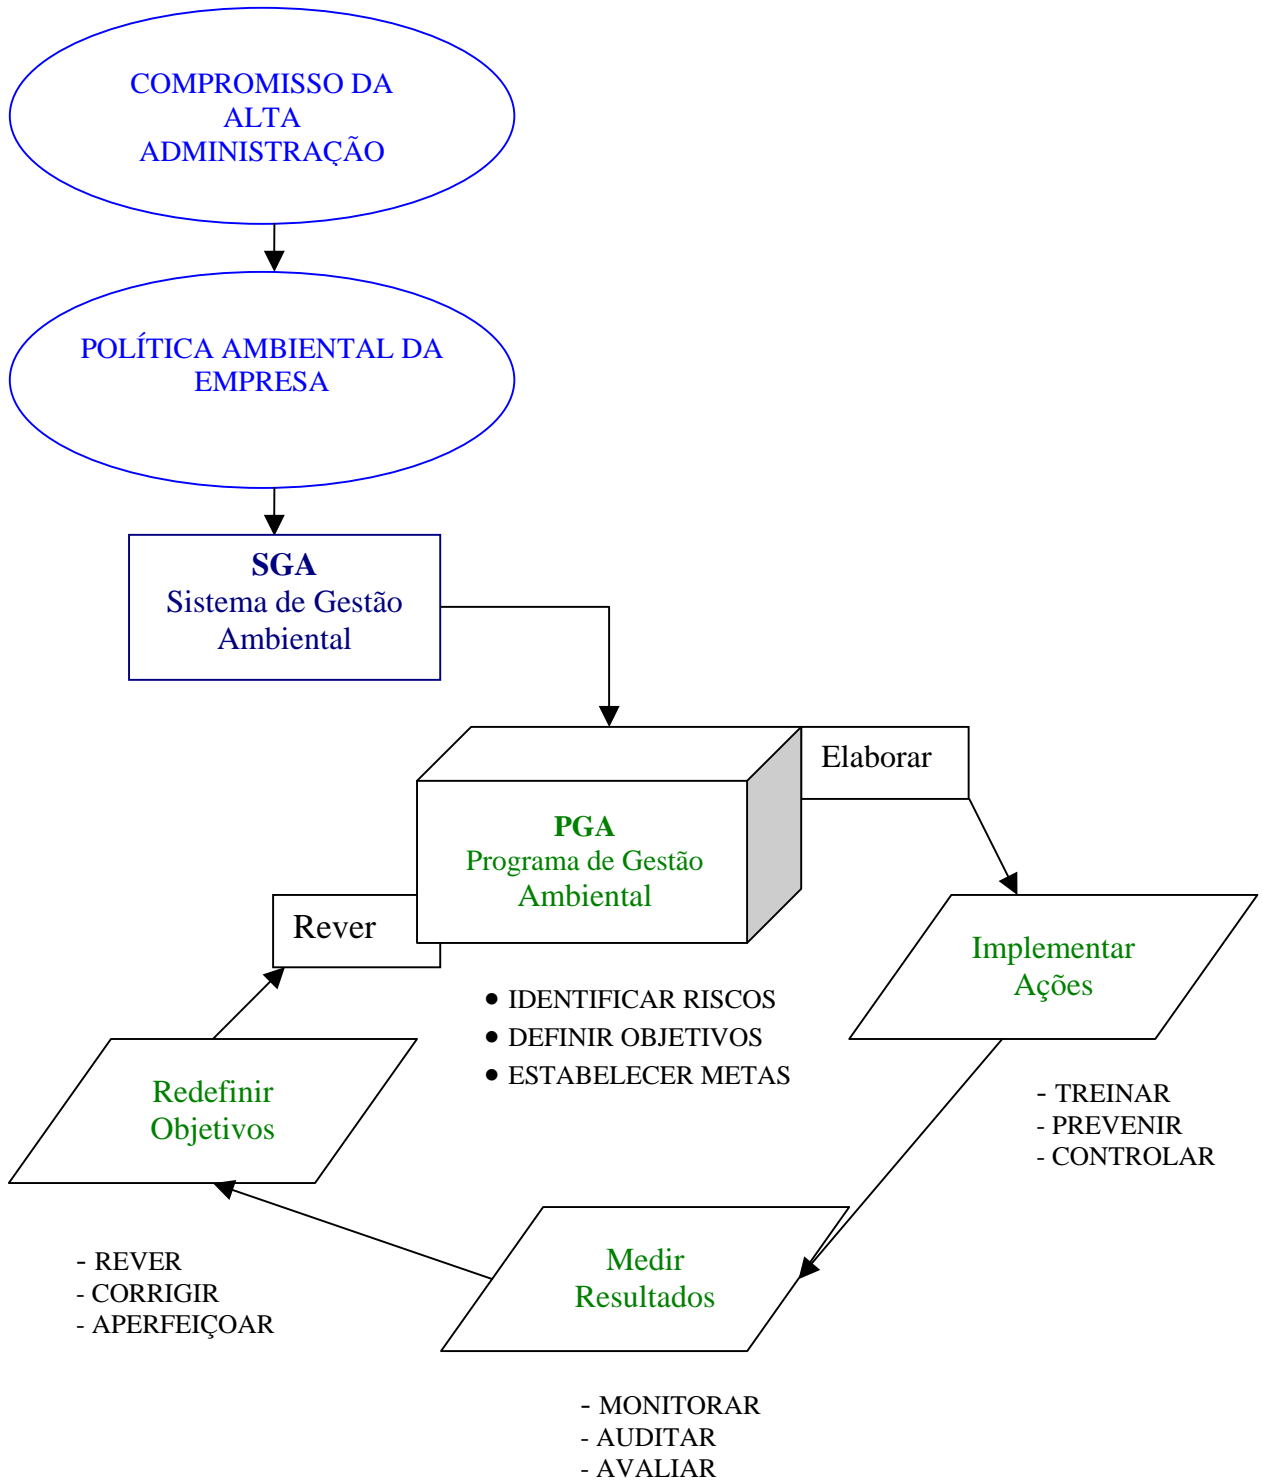 COMPROMISSO DA
ALTA
ADMINISTRAÇÃO
POLÍTICA AMBIENTAL DA
EMPRESA
SGA
Sistema de Gestão
Ambiental
Elaborar
PGA
Programa de Gestão
Ambiental
Rever
Implementar
Ações
• IDENTIFICAR RISCOS
• DEFINIR OBJETIVOS
• ESTABELECER METAS
Redefinir
Objetivos
- TREINAR
- PREVENIR
- CONTROLAR
Medir
Resultados
- REVER
- CORRIGIR
- APERFEIÇOAR
- MONITORAR
- AUDITAR
- AVALIAR